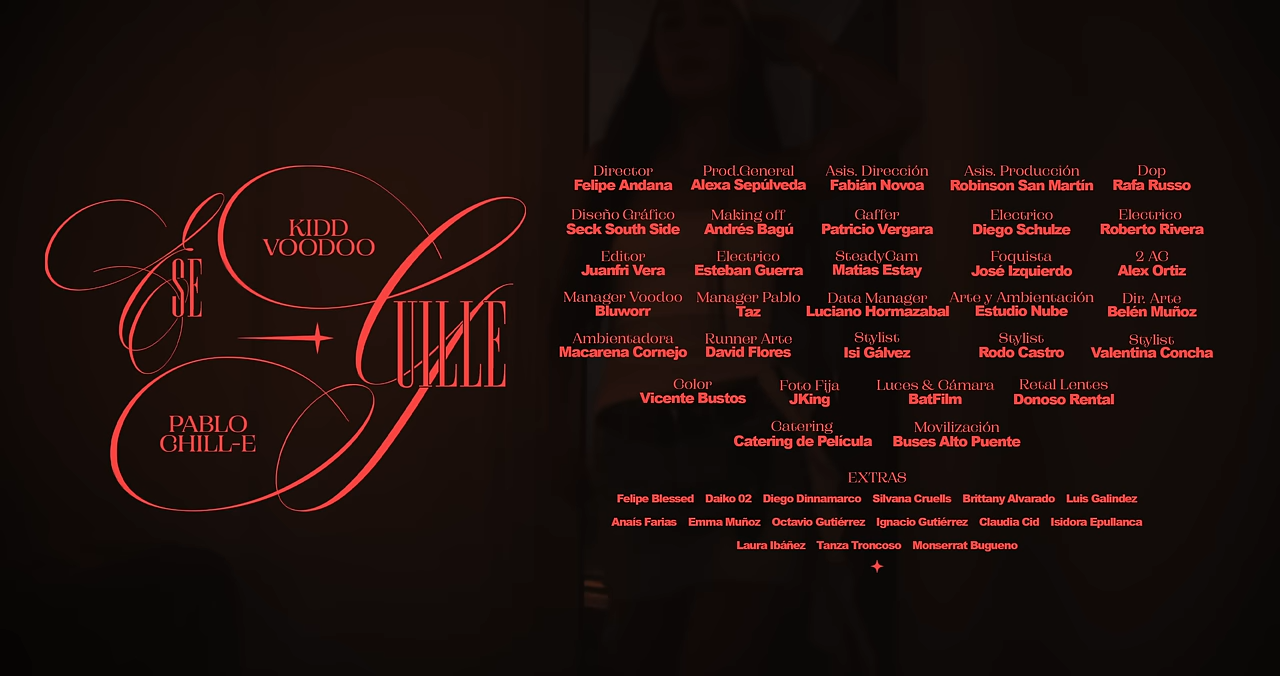 KIDD
VOODOO
ESE
GUILLE
PABLO
CHILL-E
Director
Felipe Andana
Prod.General
Alexa Sepúlveda
Asis. Dirección
Fabián Novoa
Asis. Producción
Robinson San Martín
Dop
Rafa Russo
Diseño Gráfico
Seck South Side
Making off
Andrés Bagú
Gaffer
Patricio Vergara
Electrico
Diego Schulze
Electrico
Roberto Rivera
Editor
Juanfri Vera
Electrico
Esteban Guerra
SteadyCam
Matias Estay
Foquista
José Izquierdo
2 AC
Alex Ortiz
Manager Voodoo
Bluworr
Manager Pablo
Taz
Data Manager
Luciano Hormazabal
Arte y Ambientación
Estudio Nube
Dir. Arte
Belén Muñoz
Ambientadora
Macarena Cornejo
Runner Arte
David Flores
Stylist
Isi Gálvez
Stylist
Rodo Castro
Stylist
Valentina Concha
Color
Vicente Bustos
Foto Fija
JKing
Luces & Cámara
BatFilm
Retal Lentes
Donoso Rental
Catering
Catering de Película
Movilización
Buses Alto Puente
EXTRAS
Felipe Blessed Daiko 02 Diego Dinnamarco Silvana Cruells Brittany Alvarado Luis Galindez
Anaís Farias Emma Muñoz Octavio Gutiérrez Ignacio Gutiérrez Claudia Cid Isidora Epullanca
Laura Ibáñez Tanza Troncoso Monserrat Bugueno